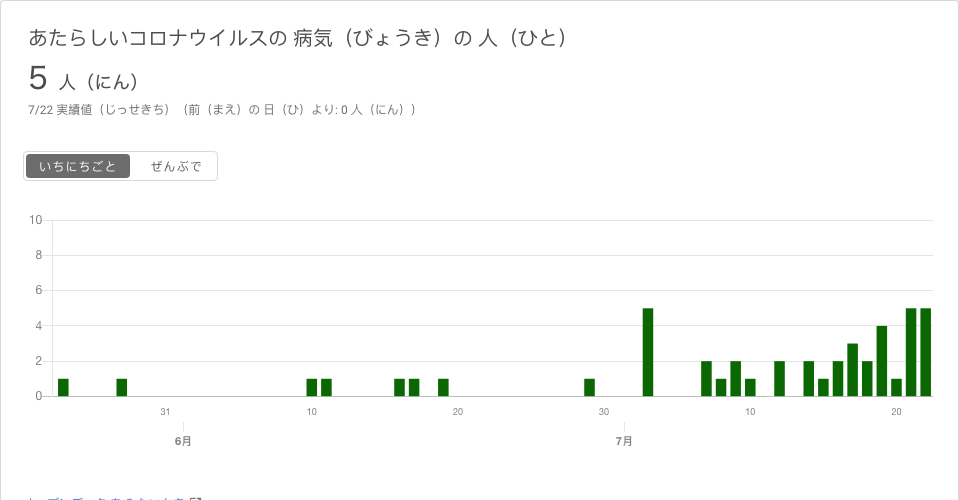 あたらしいコロナウイルスの 病気（びょうき）の 人（ひと）
5 人（にん）
7/22 実績値（じっせきち）（前（まえ）の 日（ひ）より: 0 人（にん））
いちにちごと ぜんぶで
10
8
6
4
2
0
31 10 20 30 10 20
6月 7月